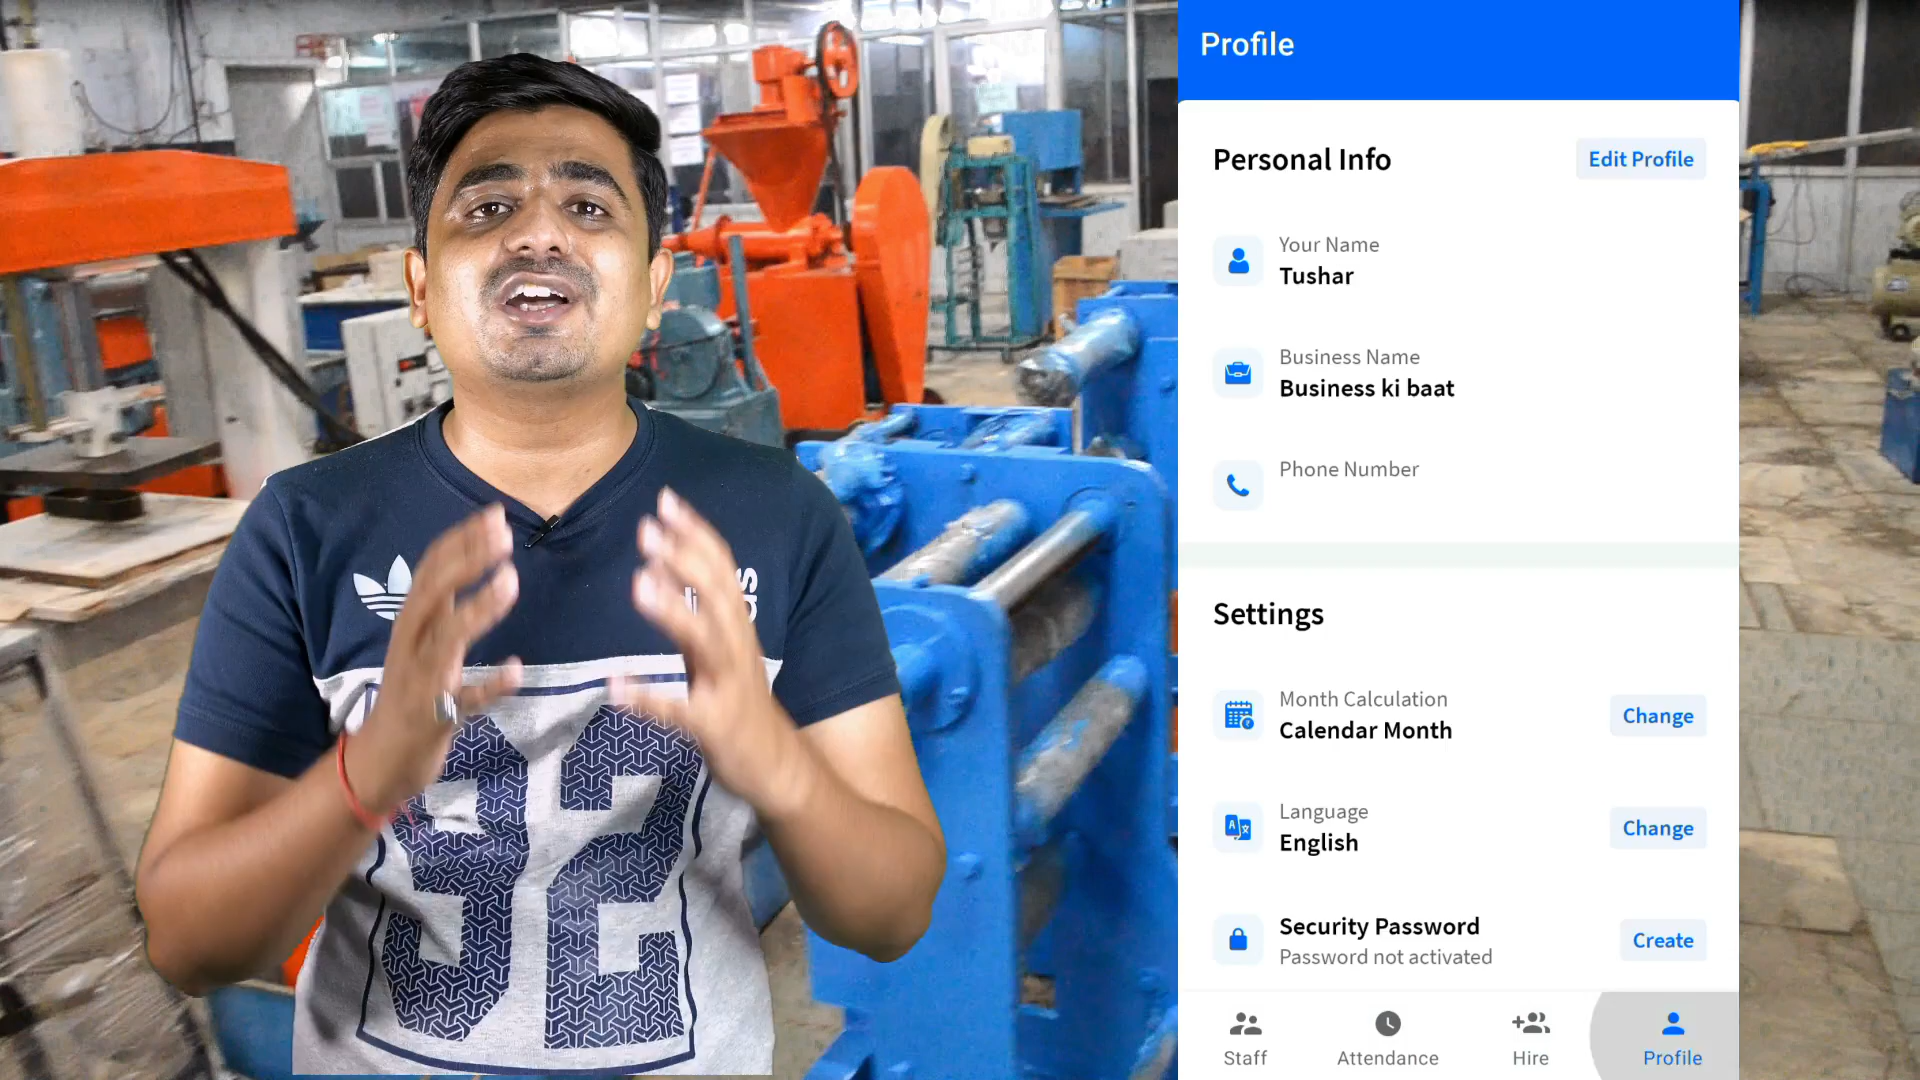 Profile
Personal Info
Edit Profile
Your Name
Tushar
Business Name
Business ki baat
Phone Number
Settings
Month Calculation
Calendar Month
Change
Language
English
Change
Security Password
Password not activated
Create
Staff
Attendance
Hire
Profile
92